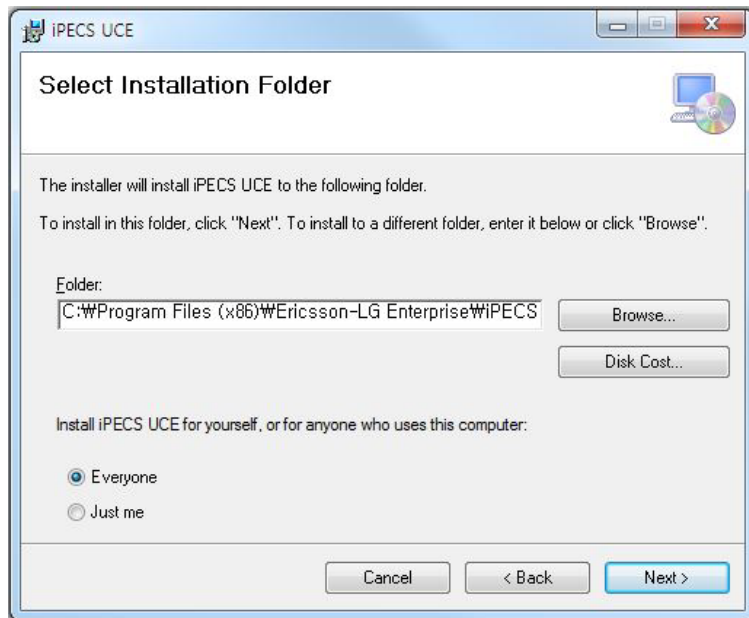 iPECS UCE
Select Installation Folder
The installer will install iPECS UCE to the following folder.
To install in this folder, click "Next". To install to a different folder, enter it below or click "Browse".
Folder:
C:₩Program Files (x86)₩Ericsson-LG Enterprise₩iPECS
Browse...
Disk Cost...
Install iPECS UCE for yourself, or for anyone who uses this computer:
Everyone
Just me
Cancel
< Back
Next >